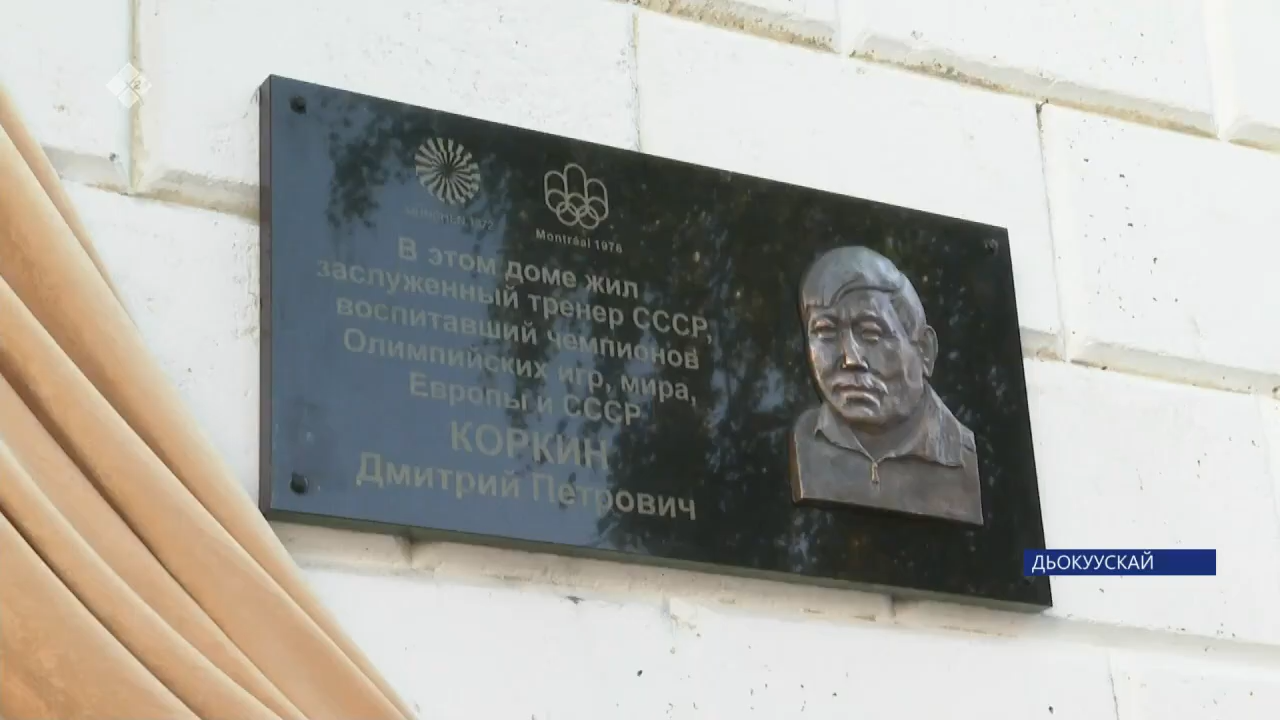 MÜNCHEN 1972
Montréal 1976
В этом доме жил
заслуженный тренер СССР,
воспитавший чемпионов
Олимпийских игр, мира,
Европы и СССР
КОРКИН
Дмитрий Петрович
ДЬОКУУСКАЙ